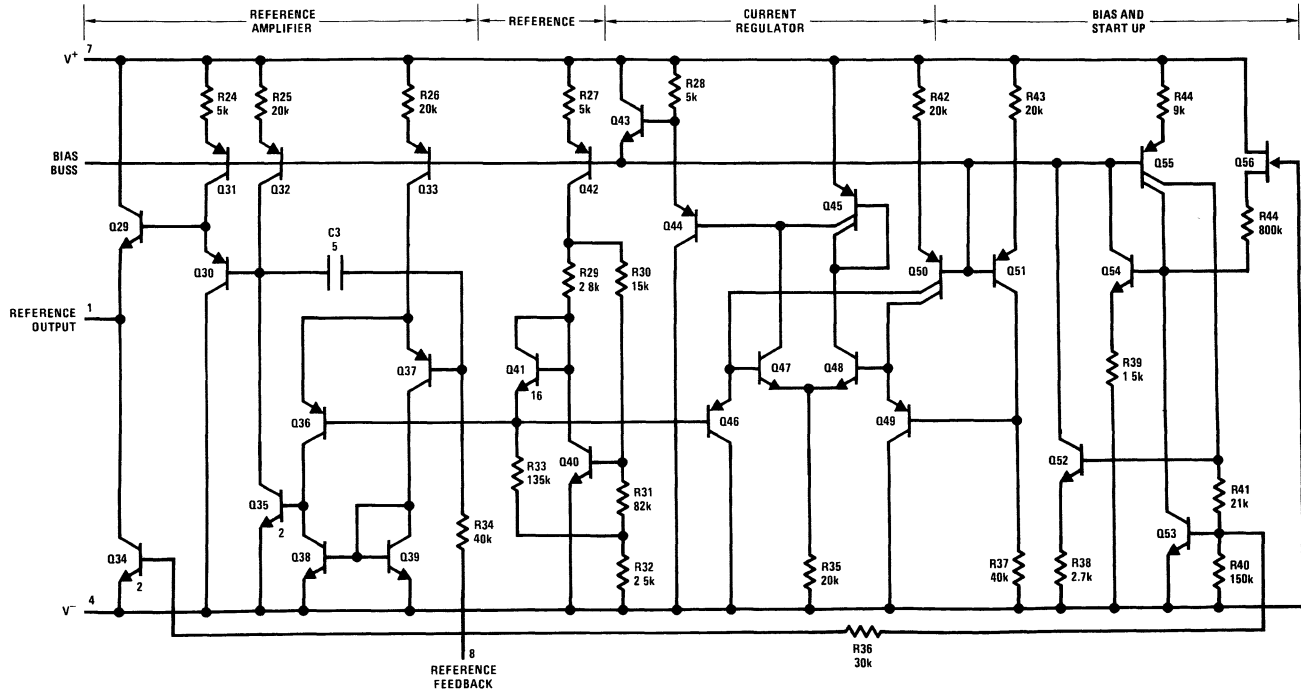 REFERENCE
AMPLIFIER
REFERENCE
CURRENT
REGULATOR
BIAS AND
START UP
V+ 7
R24
5k
R25
20k
R26
20k
R27
5k
R28
5k
R42
20k
R43
20k
R44
9k
Q43
BIAS
BUSS
Q31
Q32
Q33
Q42
Q55
Q56
Q29
Q44
Q45
R44
800k
C3
5
Q30
R29
2 8k
R30
15k
Q50
Q51
Q54
REFERENCE
OUTPUT
1
Q37
Q41
16
Q47
Q48
R39
1 5k
Q36
Q46
Q49
R33
135k
Q40
Q52
Q35
2
R34
40k
R31
82k
R41
21k
Q34
2
Q38
Q39
R32
2 5k
R35
20k
R37
40k
R38
2.7k
Q53
R40
150k
V− 4
R36
30k
8
REFERENCE
FEEDBACK